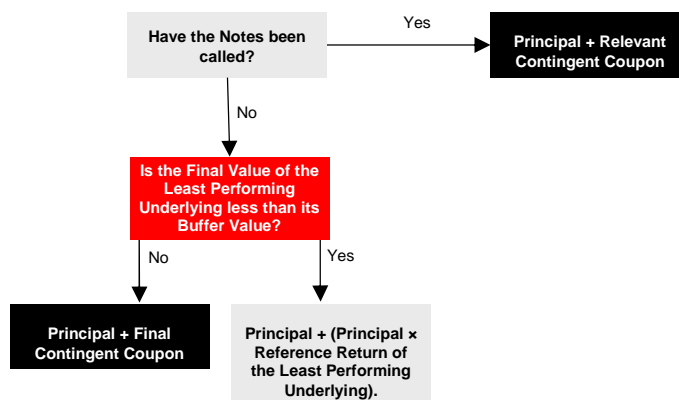 Have the Notes been
called?
Yes
Principal + Relevant
Contingent Coupon
No
Is the Final Value of the
Least Performing
Underlying less than its
Buffer Value?
No
Yes
Principal + Final
Contingent Coupon
Principal + (Principal ×
Reference Return of
the Least Performing
Underlying).